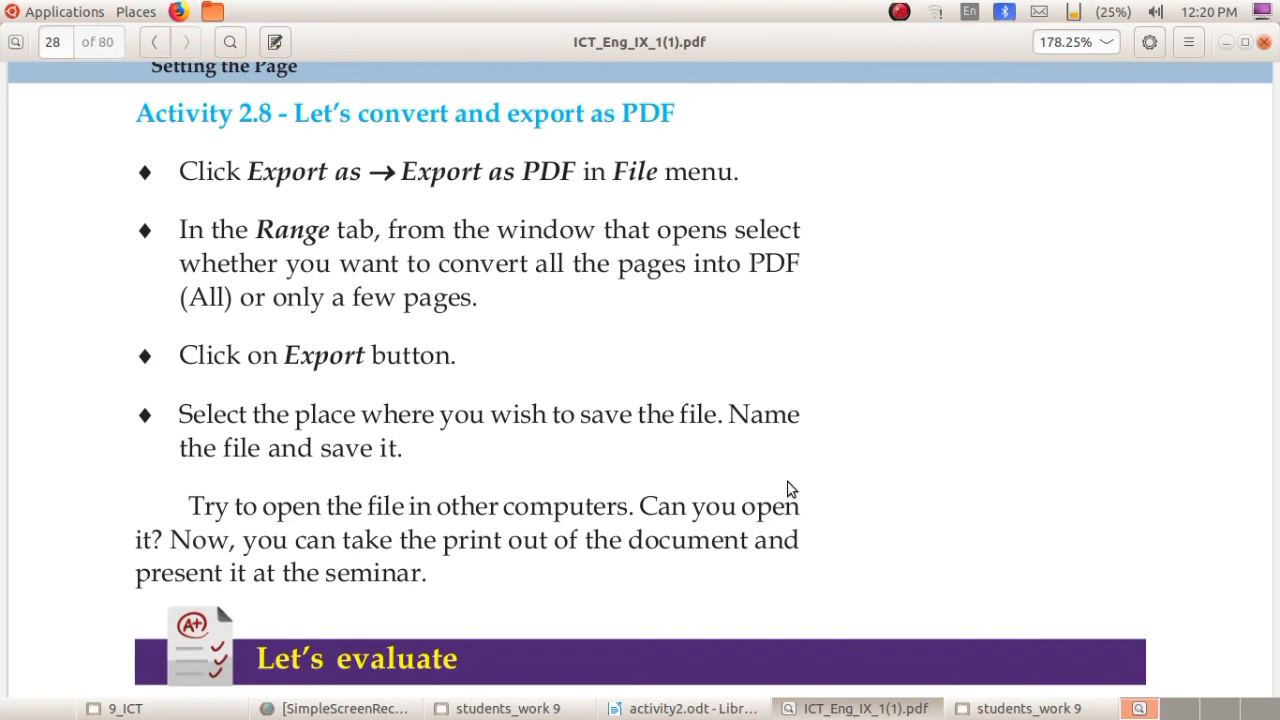 Applications Places En (25%) 12:20 PM
28 of 80 ICT_Eng_IX_1(1).pdf 178.25%
Setting the Page
Activity 2.8 - Let's convert and export as PDF
♦ Click Export as → Export as PDF in File menu.
♦ In the Range tab, from the window that opens select
whether you want to convert all the pages into PDF
(All) or only a few pages.
♦ Click on Export button.
♦ Select the place where you wish to save the file. Name
the file and save it.
Try to open the file in other computers. Can you open
it? Now, you can take the print out of the document and
present it at the seminar.
A+
Let's evaluate
9_ICT [SimpleScreenRec... students_work 9 activity2.odt - Libr... ICT_Eng_IX_1(1).pdf students_work 9